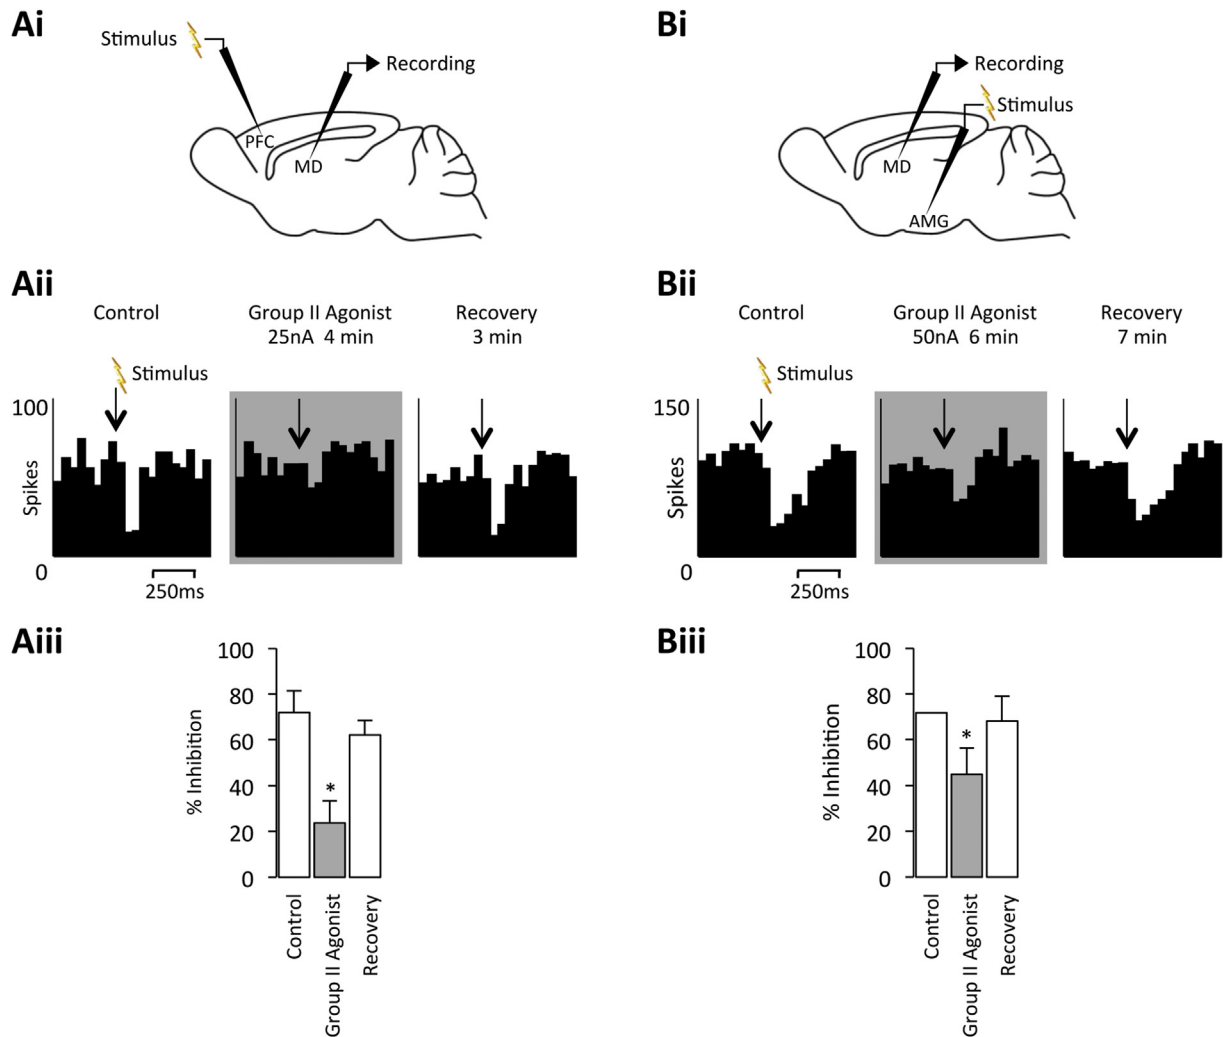 Ai
Stimulus
Recording
PFC
MD
Bi
Recording
Stimulus
MD
AMG
Aii
Control
Group II Agonist
25nA 4 min
Recovery
3 min
Stimulus
100
Spikes
0
250ms
Bii
Control
Group II Agonist
50nA 6 min
Recovery
7 min
Stimulus
150
Spikes
0
250ms
Aiii
% Inhibition
100
80
60
40
20
0
*
Control
Group II Agonist
Recovery
Biii
% Inhibition
100
80
60
40
20
0
*
Control
Group II Agonist
Recovery